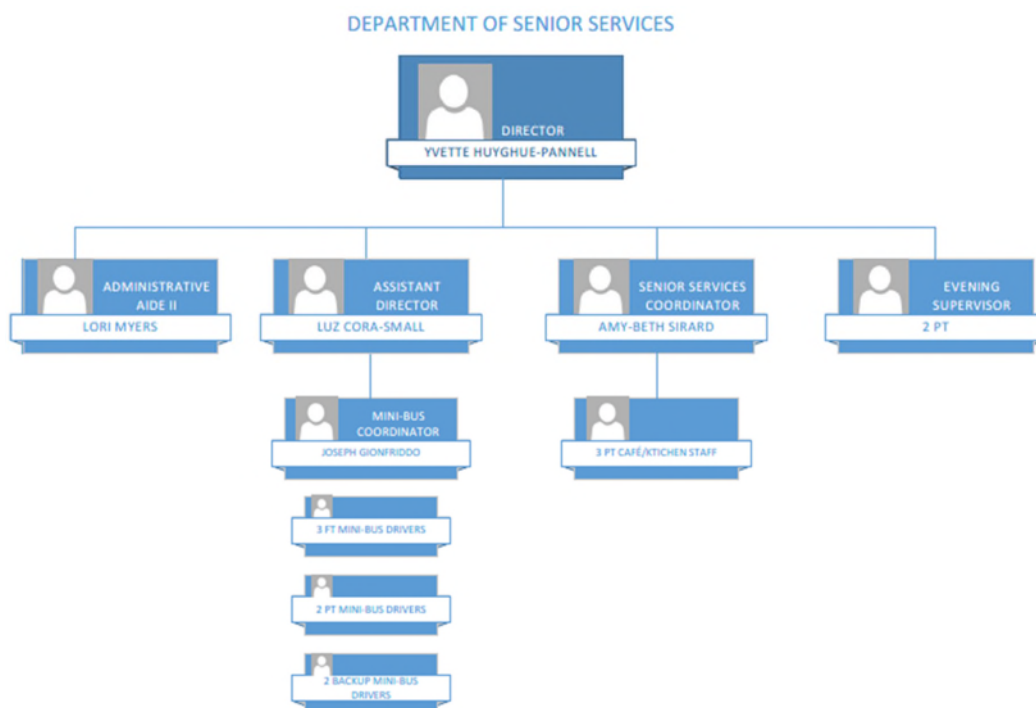 DEPARTMENT OF SENIOR SERVICES
DIRECTOR
YVETTE HUYGHUE-PANNELL
ADMINISTRATIVE
AIDE II
LORI MYERS
ASSISTANT
DIRECTOR
LUZ CORA-SMALL
SENIOR SERVICES
COORDINATOR
AMY-BETH SIRARD
EVENING
SUPERVISOR
2 PT
MINI-BUS
COORDINATOR
JOSEPH GIONFRIDDO
3 PT CAFÉ/KTICHEN STAFF
3 FT MINI-BUS DRIVERS
2 PT MINI-BUS DRIVERS
2 BACKUP MINI-BUS
DRIVERS